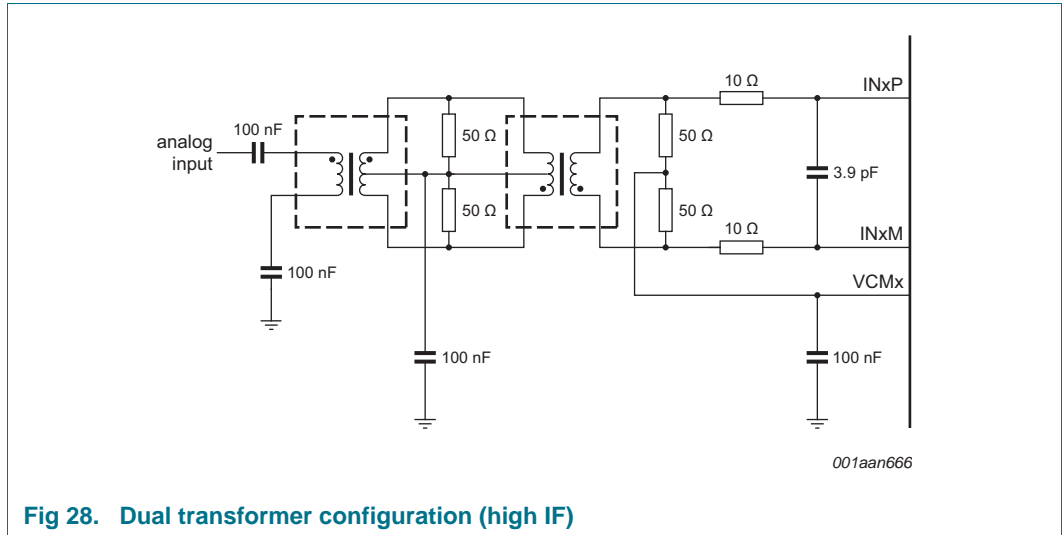 10 Ω
INxP
100 nF
analog
input
50 Ω
50 Ω
3.9 pF
50 Ω
50 Ω
10 Ω
INxM
100 nF
VCMx
100 nF
100 nF
001aan666
Fig 28. Dual transformer configuration (high IF)